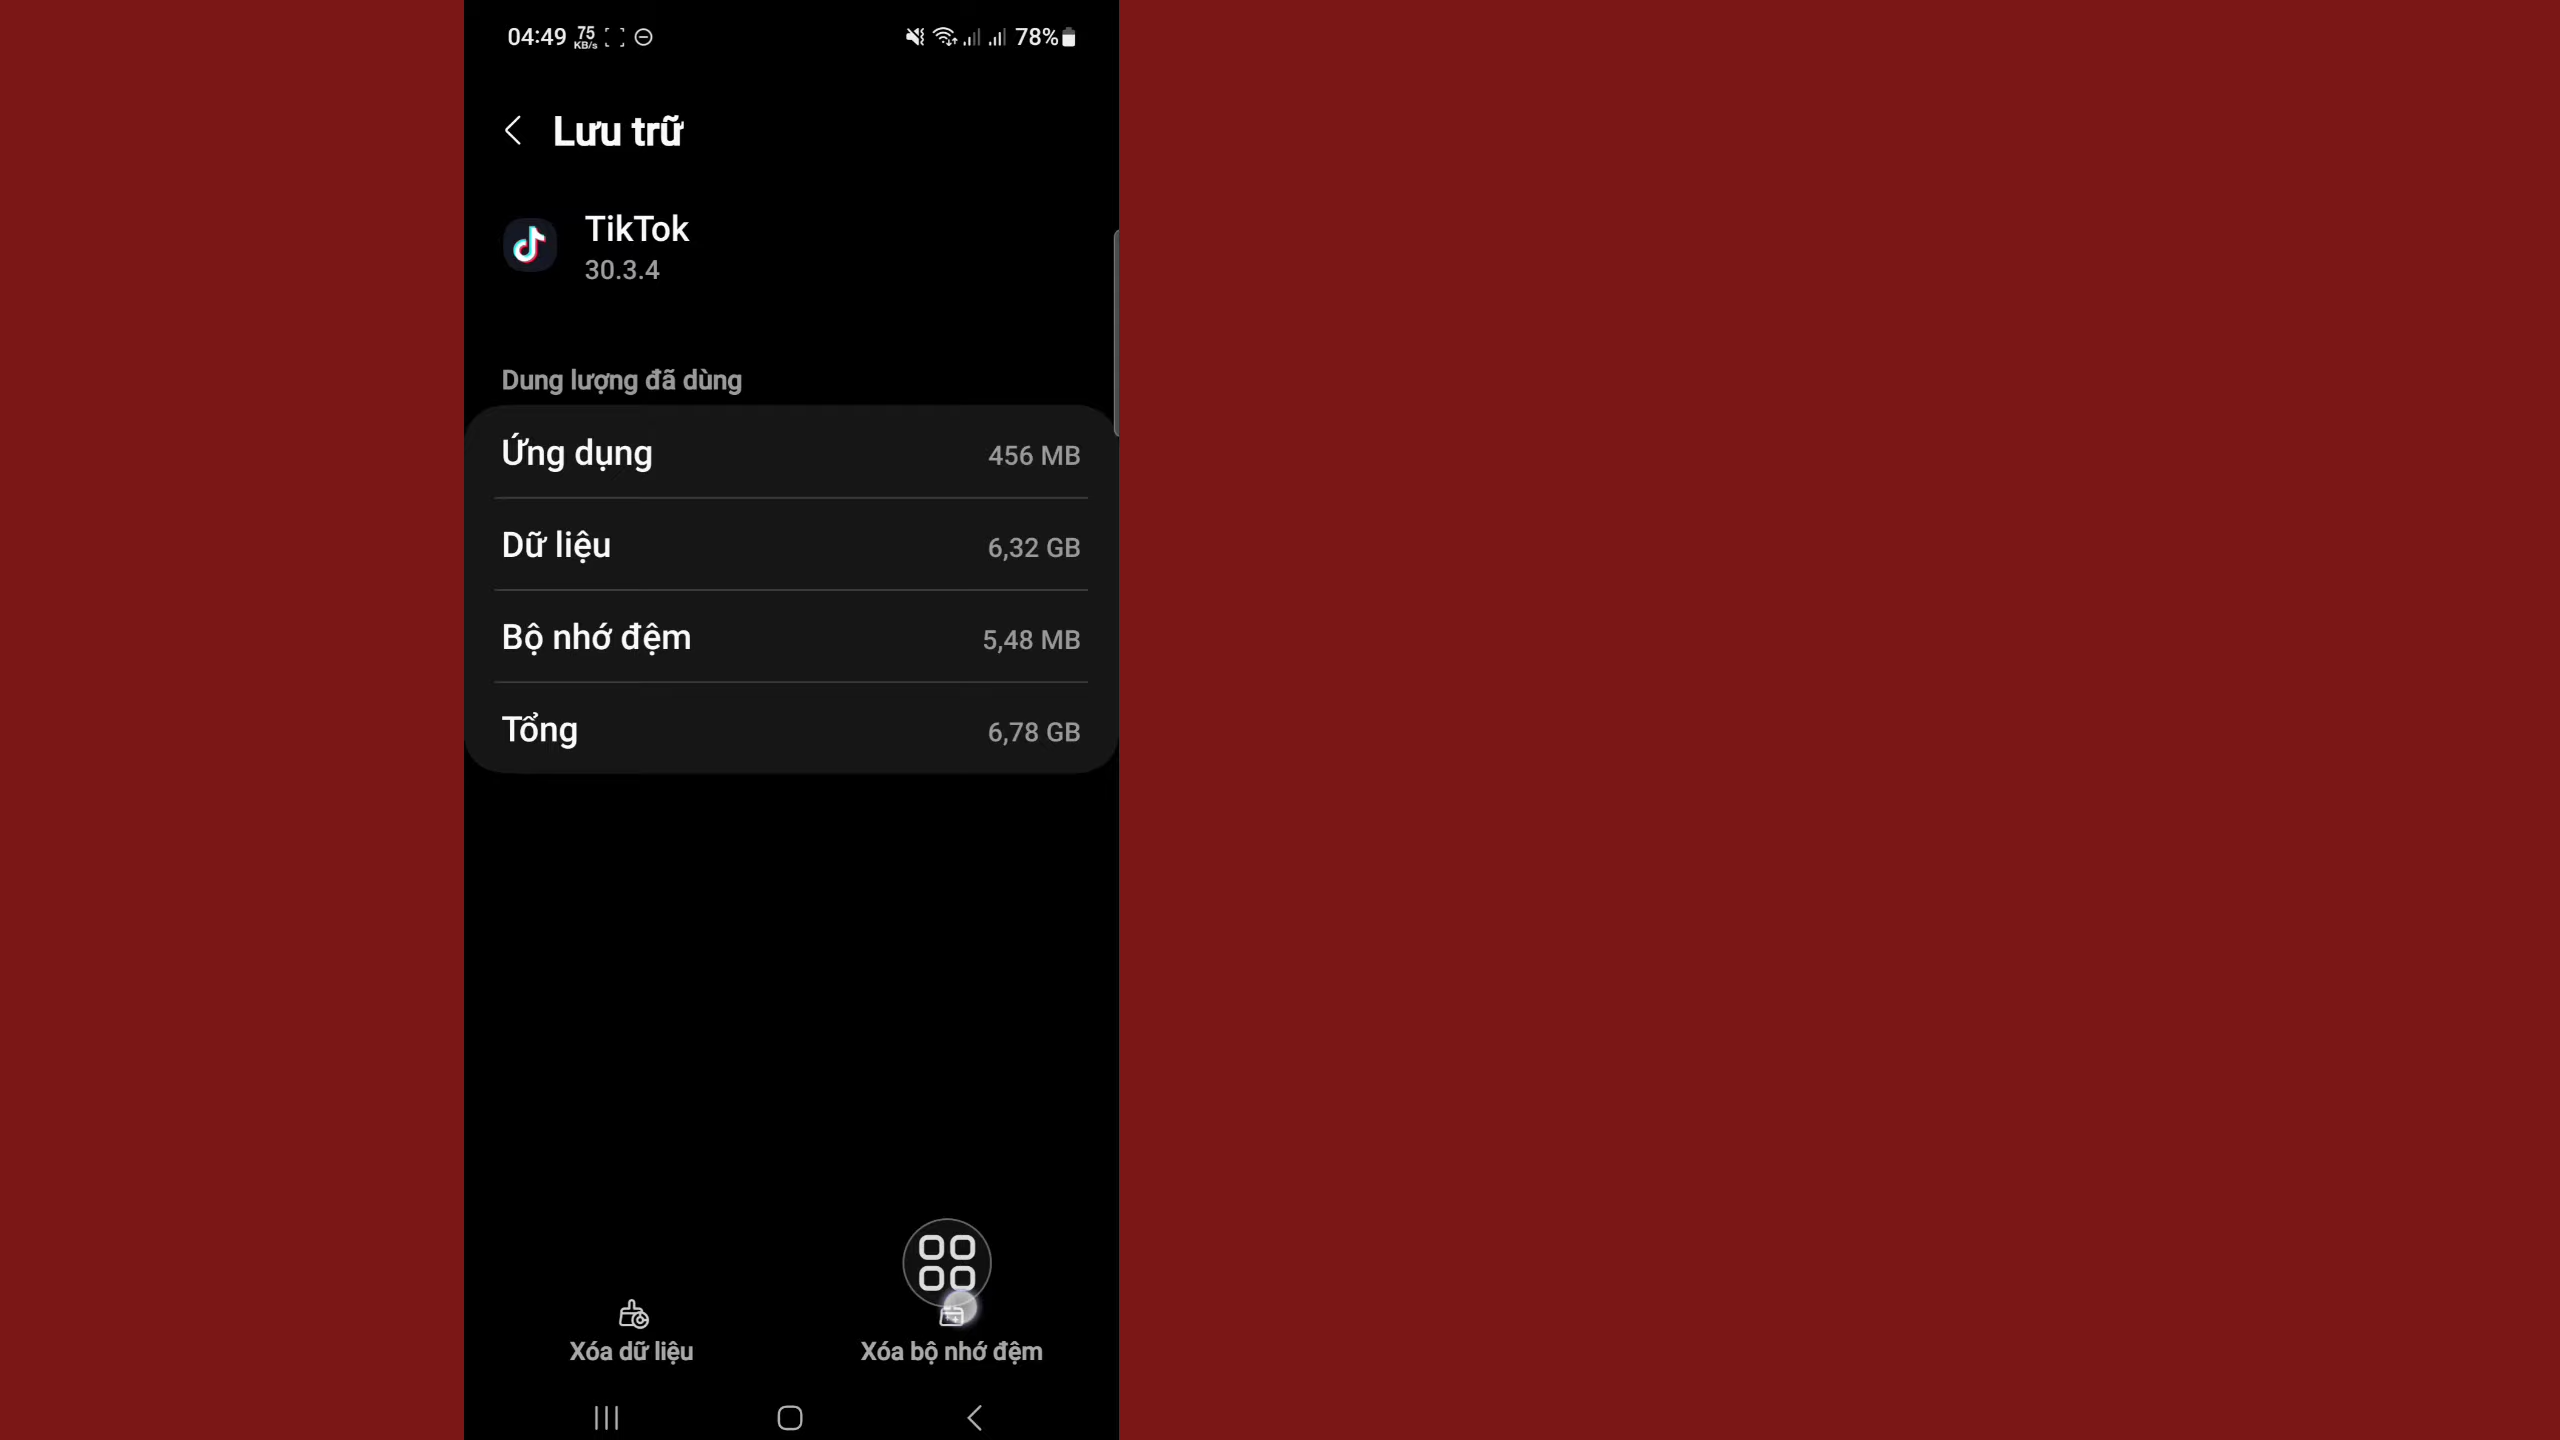 04:49 75 KB/s 78%
Lưu trữ
TikTok
30.3.4
Dung lượng đã dùng
Ứng dụng 456 MB
Dữ liệu 6,32 GB
Bộ nhớ đệm 5,48 MB
Tổng 6,78 GB
Xóa dữ liệu Xóa bộ nhớ đệm